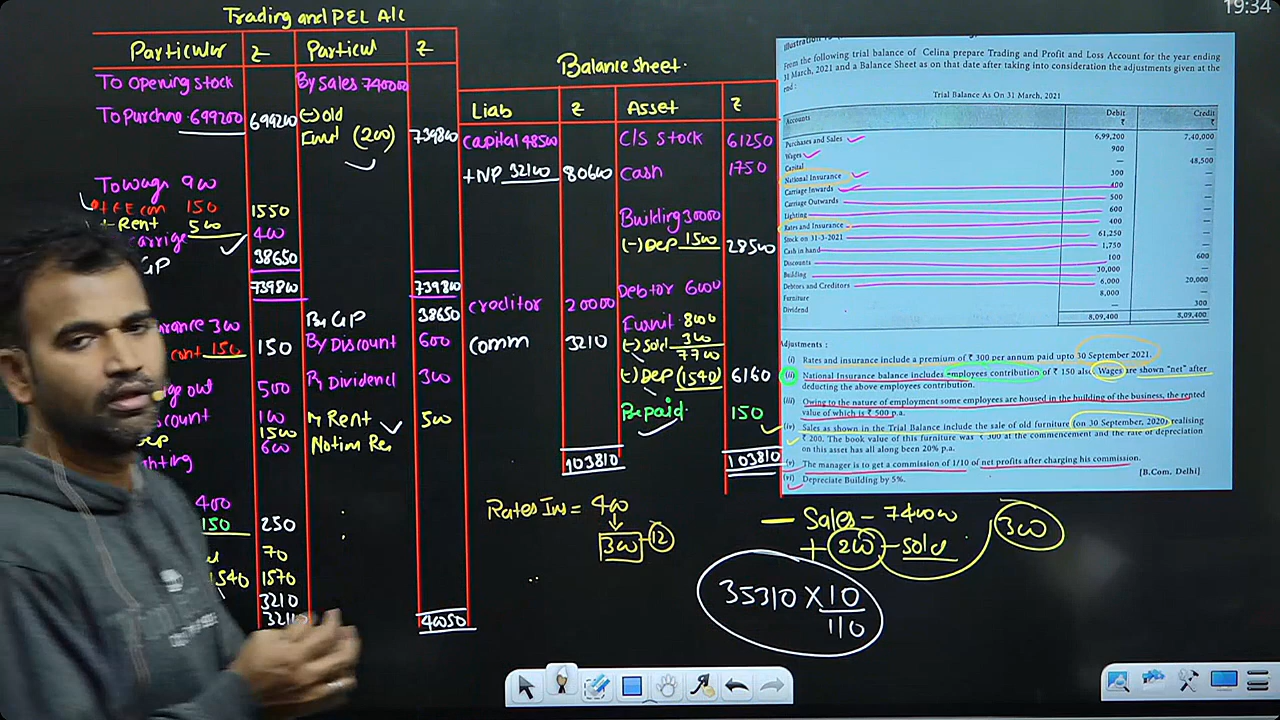 19:34
Trading and P&L A/c
Particular ₹ Particul ₹
To opening stock By Sales 740000
To purchase 699200 699200 (-) old
(200) 739800
To wags 900
150
+ Rent 500 1550
400
GP 38650
739800 739800
By GP 38650
300
150 150 By Discount 600
out 500 By Dividend 300
100 Rent 500
1500 Notion Re
600
400
150 250
70
1540 1570
3210
40050
Balance sheet
Liab ₹ Asset ₹
capital 48500 C/S stock 61250
+NP 32100 80600 cash 1750
Building 30000
(-) Dep 1500 28500
Debtor 6000
creditor 20000
Furnit 8000
comm 3210 (-) Sold 300
7700
(-) Dep (1540) 6160
Prepaid 150
103810 103810
Rates Ins = 400
300 - 12
Sales - 740000
+ 200 - sold
300
35310 X 10
110
From the following trial balance of Celina prepare Trading and Profit and Loss Account for the year ending
31 March, 2021 and a Balance Sheet as on that date after taking into consideration the adjustments given at the
end :
Trial Balance As On 31 March, 2021
Accounts Debit ₹ Credit ₹
Purchases and Sales 6,99,200 7,40,000
Wages 900 —
Capital — 48,500
National Insurance 300 —
Carriage Inwards 400 —
Carriage Outwards 500 —
Lighting 600 —
Rates and Insurance 400 —
Stock on 31-3-2021 61,250 —
Cash in hand 1,750 —
Discounts 100 600
Building 30,000 —
Debtors and Creditors 6,000 20,000
Furniture 8,000 —
Dividend — 300
8,09,400 8,09,400
Adjustments :
(i) Rates and insurance include a premium of ₹ 300 per annum paid upto 30 September 2021.
(ii) National Insurance balance includes employees contribution of ₹ 150 also. Wages are shown "net" after
deducting the above employees contribution.
(iii) Owing to the nature of employment some employees are housed in the building of the business, the rented
value of which is ₹ 500 p.a.
(iv) Sales as shown in the Trial Balance include the sale of old furniture (on 30 September, 2020) realising
₹ 200. The book value of this furniture was ₹ 300 at the commencement and the rate of depreciation
on this asset has all along been 20% p.a.
(v) The manager is to get a commission of 1/10 of net profits after charging his commission.
[B.Com. Delhi]
(vi) Depreciate Building by 5%.